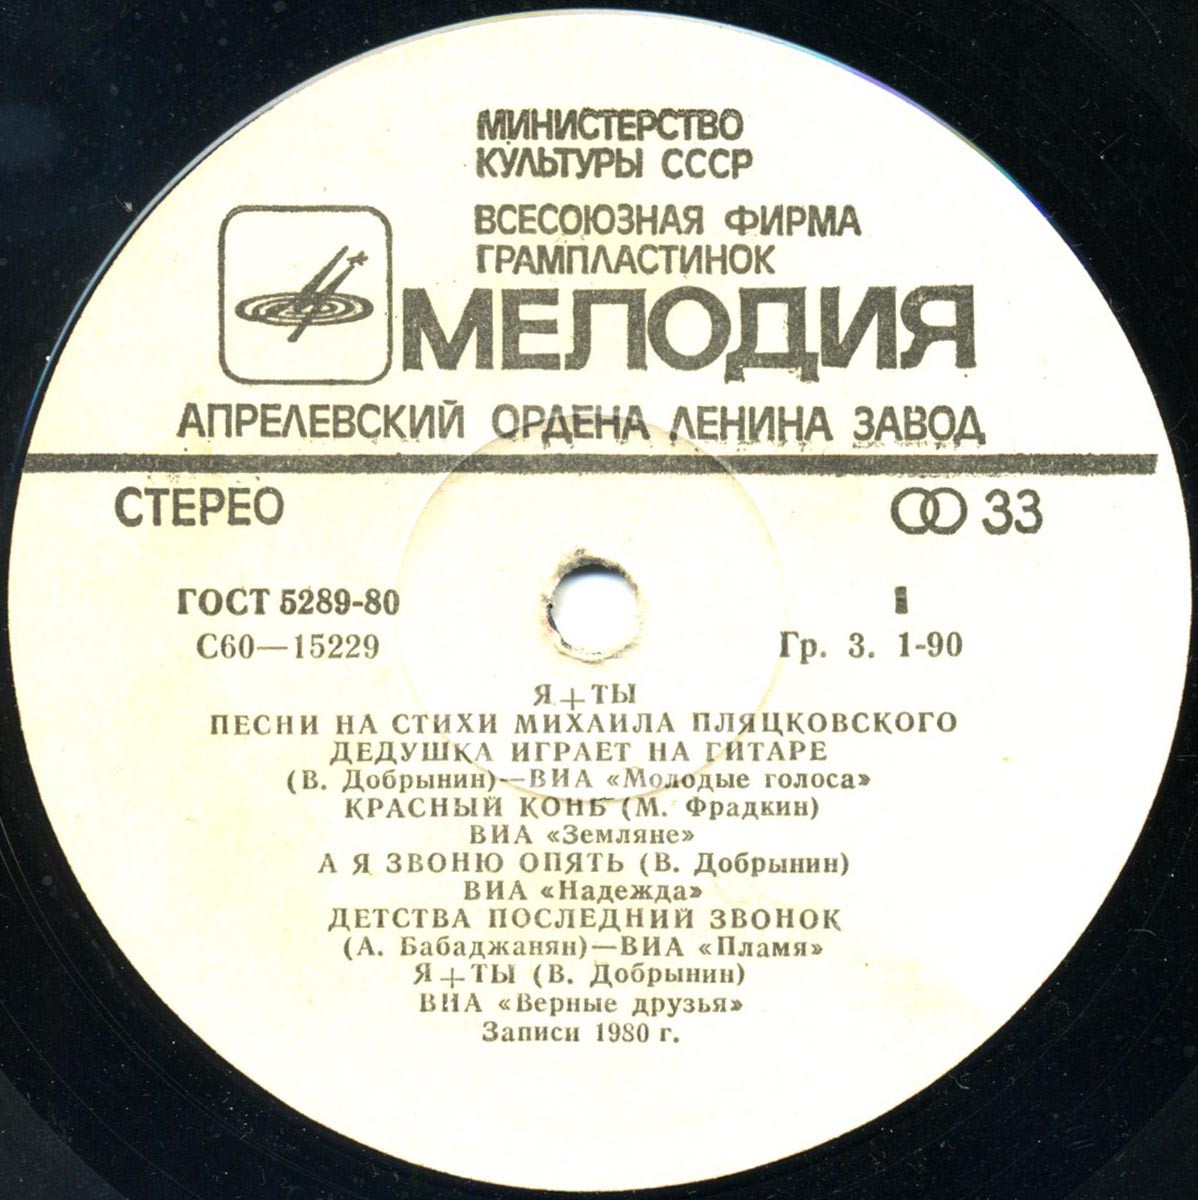 МИНИСТЕРСТВО
КУЛЬТУРЫ СССР
ВСЕСОЮЗНАЯ ФИРМА
ГРАМПЛАСТИНОК
МЕЛОДИЯ
АПРЕЛЕВСКИЙ ОРДЕНА ЛЕНИНА ЗАВОД
СТЕРЕО 33
ГОСТ 5289-80 1
С60—15229 Гр. 3. 1-90
Я+ТЫ
ПЕСНИ НА СТИХИ МИХАИЛА ПЛЯЦКОВСКОГО
ДЕДУШКА ИГРАЕТ НА ГИТАРЕ
(В. Добрынин)—ВИА «Молодые голоса»
КРАСНЫЙ КОНЬ (М. Фрадкин)
ВИА «Земляне»
А Я ЗВОНЮ ОПЯТЬ (В. Добрынин)
ВИА «Надежда»
ДЕТСТВА ПОСЛЕДНИЙ ЗВОНОК
(А. Бабаджанян)—ВИА «Пламя»
Я+ТЫ (В. Добрынин)
ВИА «Верные друзья»
Записи 1980 г.